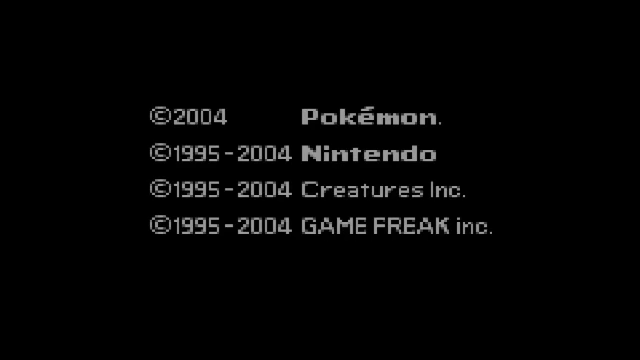 ©2004 Pokémon.
©1995-2004 Nintendo
©1995-2004 Creatures Inc.
©1995-2004 GAME FREAK inc.